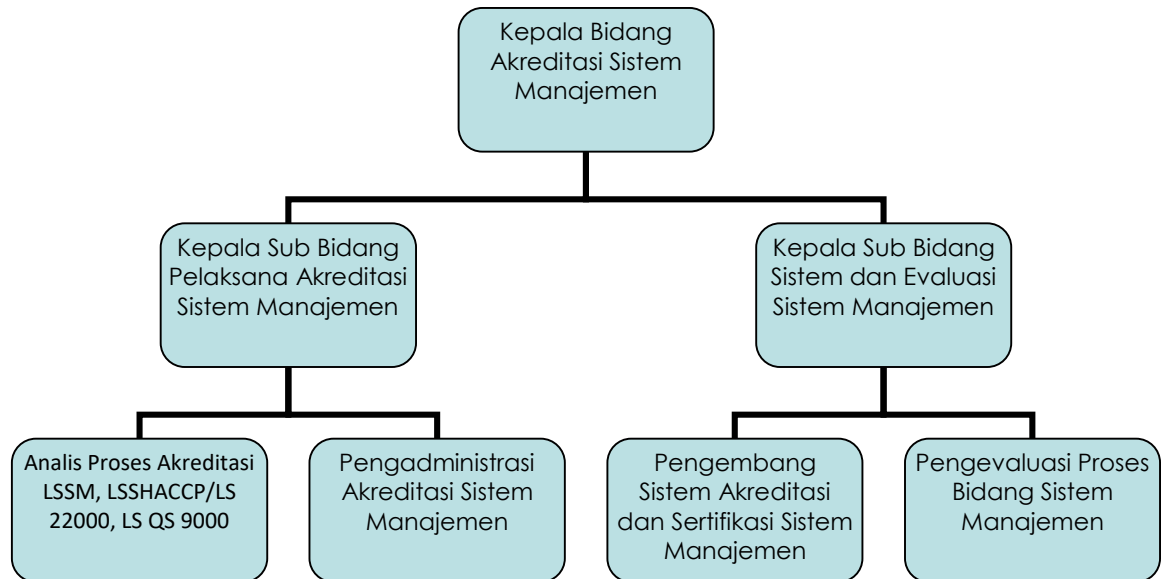 Kepala Bidang
Akreditasi Sistem
Manajemen
Kepala Sub Bidang
Pelaksana Akreditasi
Sistem Manajemen
Kepala Sub Bidang
Sistem dan Evaluasi
Sistem Manajemen
Analis Proses Akreditasi
LSSM, LSSHACCP/LS
22000, LS QS 9000
Pengadministrasi
Akreditasi Sistem
Manajemen
Pengembang
Sistem Akreditasi
dan Sertifikasi Sistem
Manajemen
Pengevaluasi Proses
Bidang Sistem
Manajemen